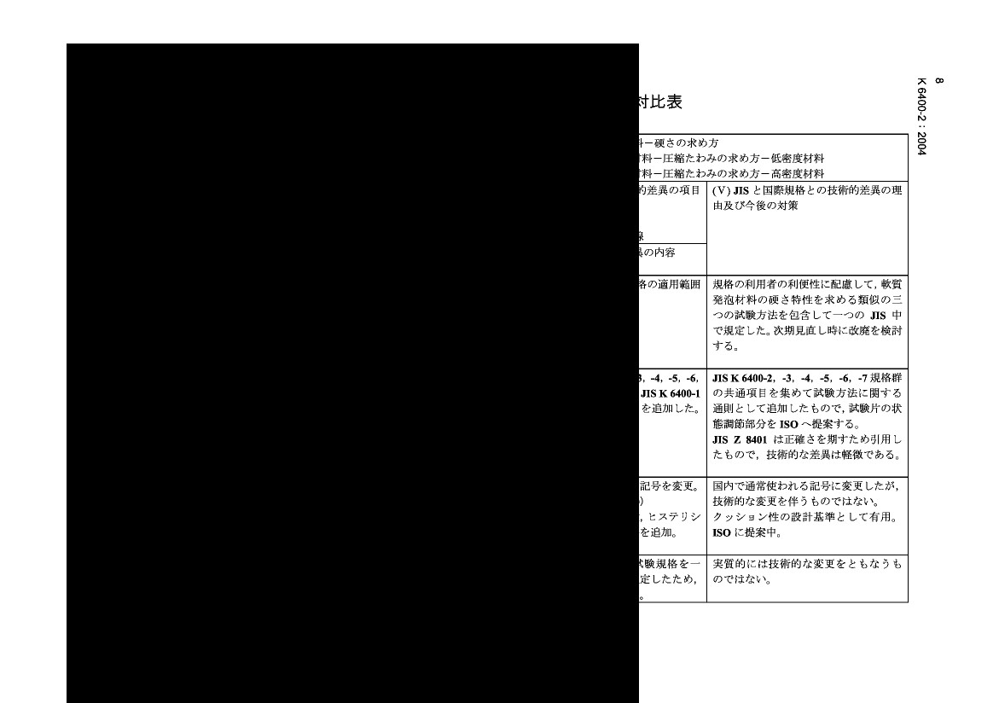 8
K 6400-2 : 2004
対比表
－硬さの求め方
料－圧縮たわみの求め方－低密度材料
料－圧縮たわみの求め方－高密度材料
的差異の項目
の内容
(Ⅴ) JIS と国際規格との技術的差異の理
由及び今後の対策
格の適用範囲
規格の利用者の利便性に配慮して, 軟質
発泡材料の硬さ特性を求める類似の三
つの試験方法を包含して一つの JIS 中
で規定した。次期見直し時に改廃を検討
する。
3, -4, -5, -6,
JIS K 6400-1
を追加した。
JIS K 6400-2, -3, -4, -5, -6, -7 規格群
の共通項目を集めて試験方法に関する
通則として追加したもので, 試験片の状
態調節部分を ISO へ提案する。
JIS Z 8401 は正確さを期すため引用し
たもので, 技術的な差異は軽微である。
記号を変更。
)
, ヒステリシ
を追加。
国内で通常使われる記号に変更したが,
技術的な変更を伴うものではない。
クッション性の設計基準として有用。
ISO に提案中。
試験規格を一
定したため,
。
実質的には技術的な変更をともなうも
のではない。